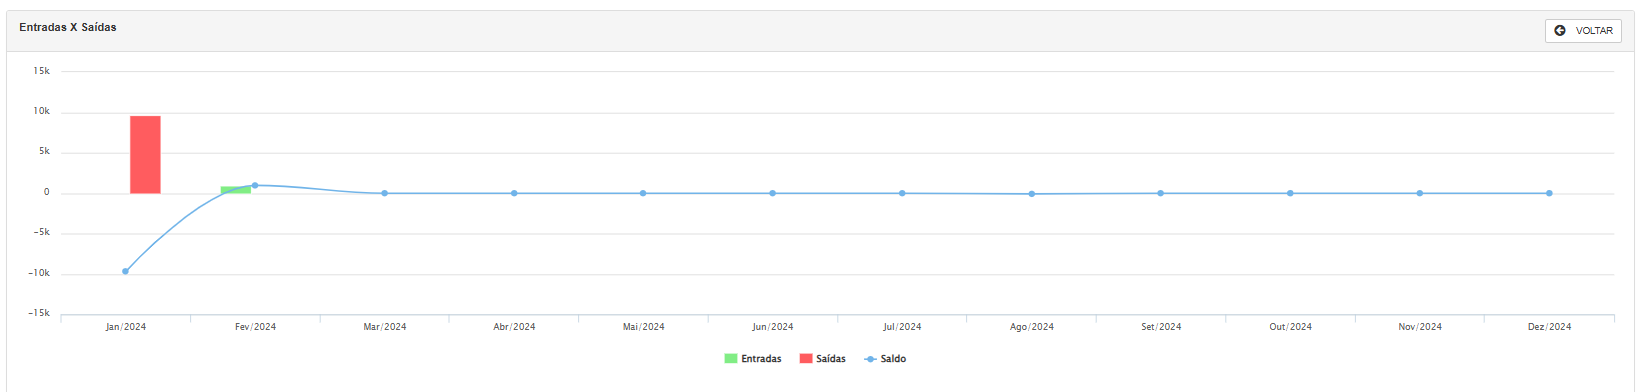 Entradas X Saídas
VOLTAR
15k
10k
5k
0
-5k
-10k
-15k
Jan/2024 Fev/2024 Mar/2024 Abr/2024 Mai/2024 Jun/2024 Jul/2024 Ago/2024 Set/2024 Out/2024 Nov/2024 Dez/2024
Entradas Saídas Saldo